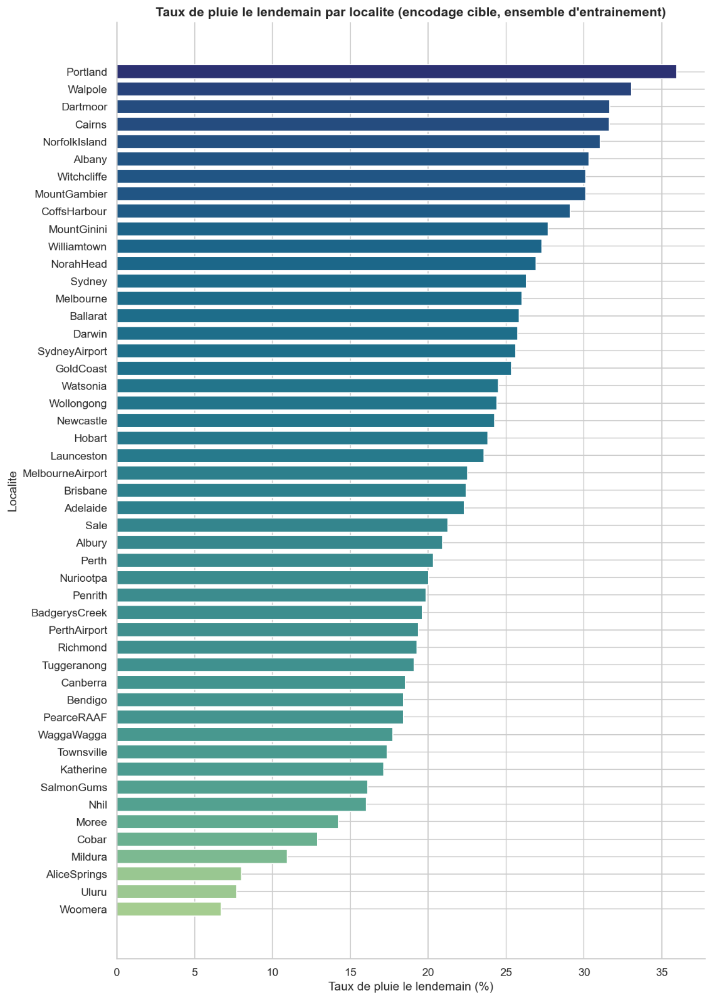 Taux de pluie le lendemain par localite (encodage cible, ensemble d'entrainement)
Portland
Walpole
Dartmoor
Cairns
NorfolkIsland
Albany
Witchcliffe
MountGambier
CoffsHarbour
MountGinini
Williamtown
NorahHead
Sydney
Melbourne
Ballarat
Darwin
SydneyAirport
GoldCoast
Watsonia
Wollongong
Newcastle
Hobart
Launceston
MelbourneAirport
Brisbane
Adelaide
Sale
Albury
Perth
Nuriootpa
Penrith
BadgerysCreek
PerthAirport
Richmond
Tuggeranong
Canberra
Bendigo
PearceRAAF
WaggaWagga
Townsville
Katherine
SalmonGums
Nhil
Moree
Cobar
Mildura
AliceSprings
Uluru
Woomera
Localite
0 5 10 15 20 25 30 35
Taux de pluie le lendemain (%)